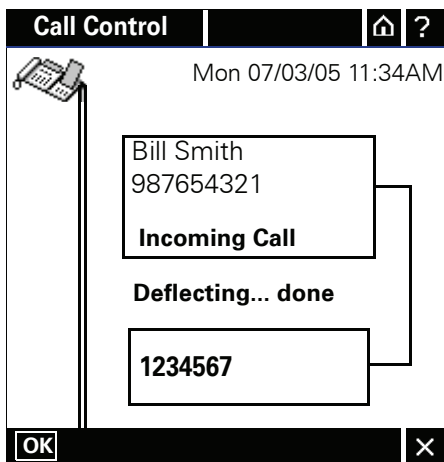 Call Control ?
Mon 07/03/05 11:34AM
Bill Smith
987654321
Incoming Call
Deflecting... done
1234567
OK ×